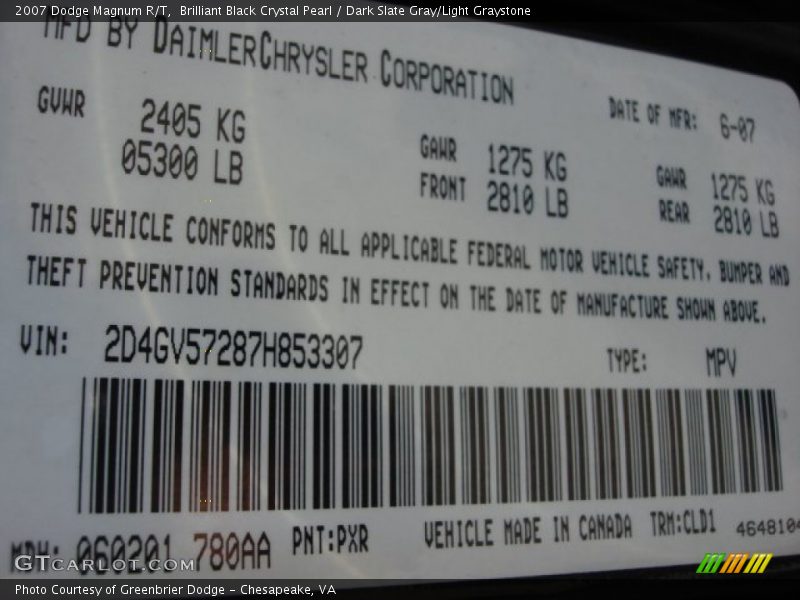 2007 Dodge Magnum R/T,  Brilliant Black Crystal Pearl / Dark Slate Gray/Light Graystone
MFD BY DAIMLERCHRYSLER CORPORATION
DATE OF MFR: 6-07
GVWR 2405 KG
05300 LB
GAWR 1275 KG
FRONT 2810 LB
GAWR 1275 KG
REAR 2810 LB
THIS VEHICLE CONFORMS TO ALL APPLICABLE FEDERAL MOTOR VEHICLE SAFETY, BUMPER AND
THEFT PREVENTION STANDARDS IN EFFECT ON THE DATE OF MANUFACTURE SHOWN ABOVE.
VIN: 2D4GV57287H853307 TYPE: MPV
MDH: 060201 780AA PNT:PXR VEHICLE MADE IN CANADA TRM:CLD1 4648104
GTCARLOT.COM
Photo Courtesy of Greenbrier Dodge – Chesapeake, VA